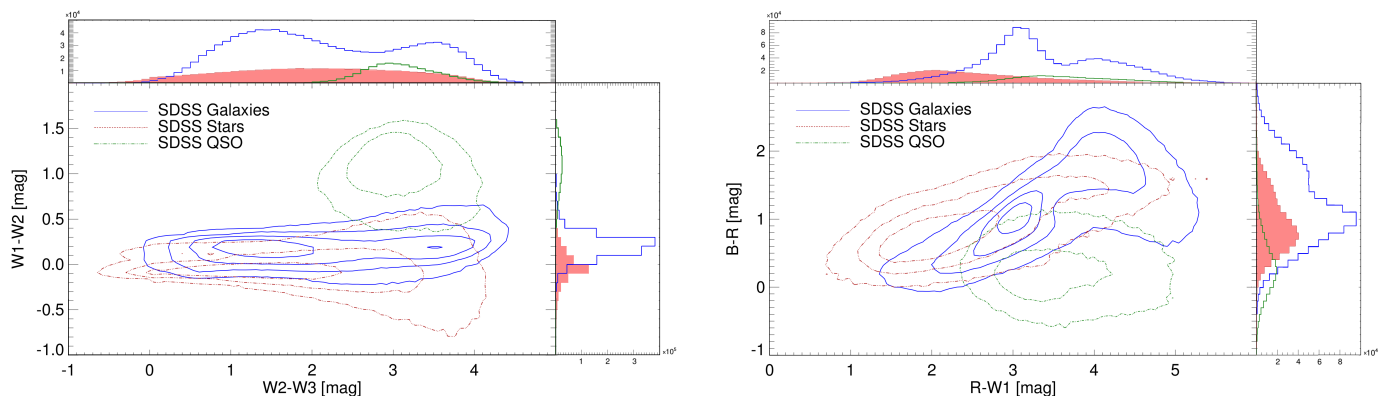 ×10⁴
4
3
2
1
SDSS Galaxies
SDSS Stars
SDSS QSO
1.5
1.0
0.5
0.0
-0.5
-1.0
W1-W2 [mag]
-1 0 1 2 3 4
W2-W3 [mag]
1 2 3 ×10⁵
×10⁴
8
6
4
2
SDSS Galaxies
SDSS Stars
SDSS QSO
2
1
0
-1
B-R [mag]
0 1 2 3 4 5
R-W1 [mag]
2 4 6 8 ×10⁴